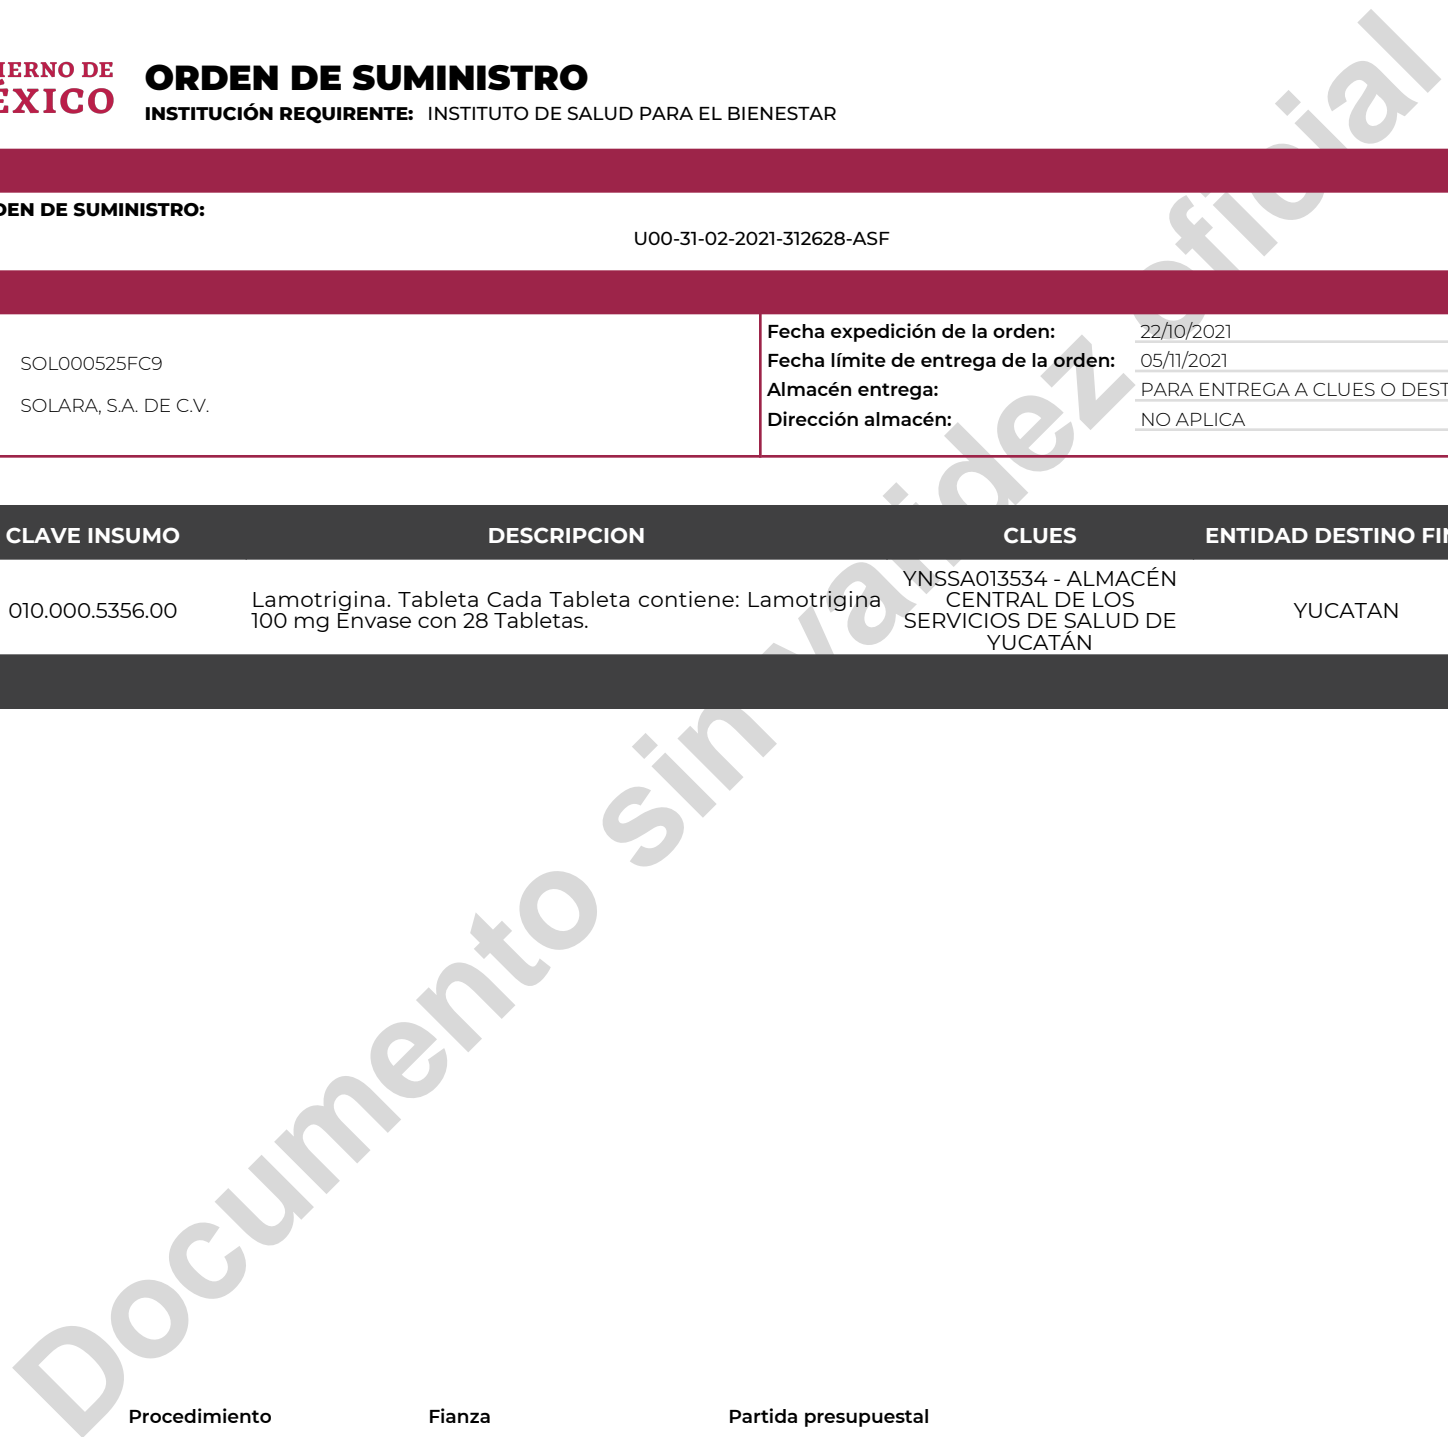 IERNO DE
ÉXICO
ORDEN DE SUMINISTRO
INSTITUCIÓN REQUIRENTE: INSTITUTO DE SALUD PARA EL BIENESTAR
DEN DE SUMINISTRO:
U00-31-02-2021-312628-ASF
SOL000525FC9
SOLARA, S.A. DE C.V.
Fecha expedición de la orden: 22/10/2021
Fecha límite de entrega de la orden: 05/11/2021
Almacén entrega: PARA ENTREGA A CLUES O DEST
Dirección almacén: NO APLICA
CLAVE INSUMO DESCRIPCION CLUES ENTIDAD DESTINO FIN
010.000.5356.00
Lamotrigina. Tableta Cada Tableta contiene: Lamotrigina
100 mg Envase con 28 Tabletas.
YNSSA013534 - ALMACÉN
CENTRAL DE LOS
SERVICIOS DE SALUD DE
YUCATÁN
YUCATAN
Documento sin validez oficial
Procedimiento Fianza Partida presupuestal